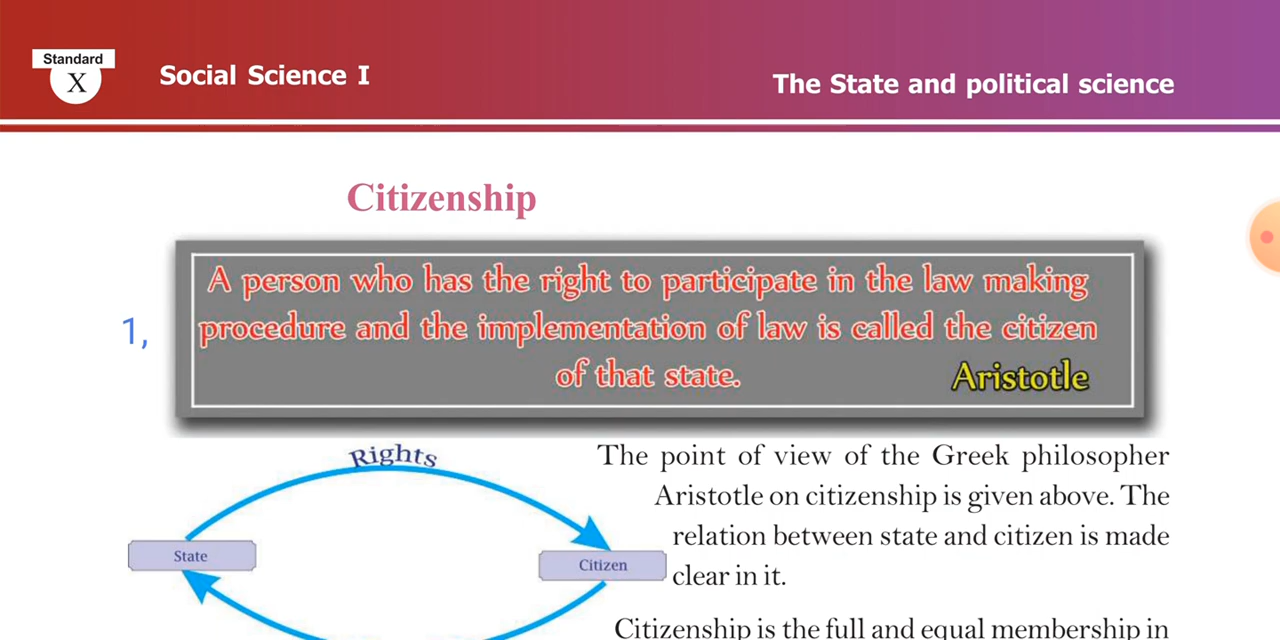 Standard
X
Social Science I
The State and political science
Citizenship
1,
A person who has the right to participate in the law making
procedure and the implementation of law is called the citizen
of that state.
Aristotle
Rights
State
Citizen
The point of view of the Greek philosopher
Aristotle on citizenship is given above. The
relation between state and citizen is made
clear in it.
Citizenship is the full and equal membership in